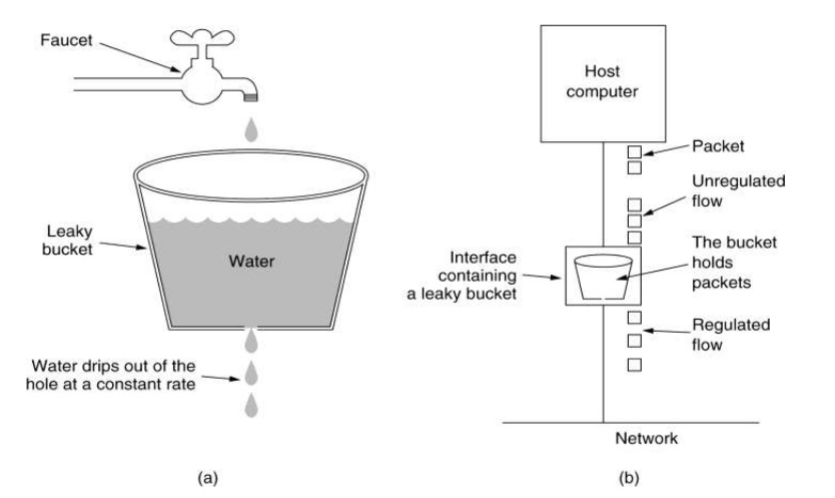 Faucet
Leaky
bucket
Water
Water drips out of the
hole at a constant rate
(a)
Host
computer
Packet
Unregulated
flow
Interface
containing
a leaky bucket
The bucket
holds
packets
Regulated
flow
Network
(b)